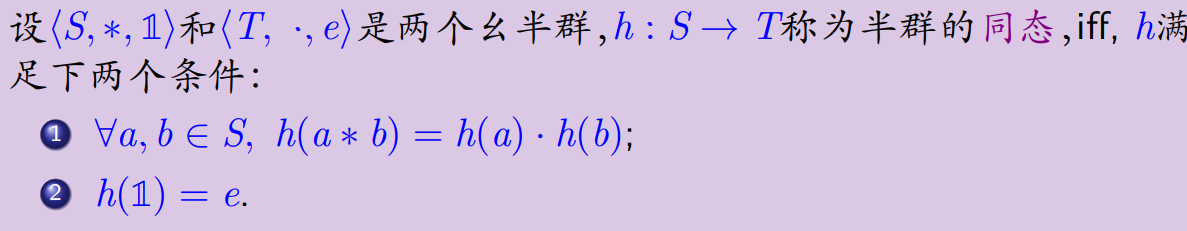 设⟨S, ∗, 𝟙⟩和⟨T, ·, e⟩是两个幺半群,h : S → T称为半群的同态,iff, h满
足下两个条件:
1 ∀a, b ∈ S, h(a ∗ b) = h(a) · h(b);
2 h(𝟙) = e.